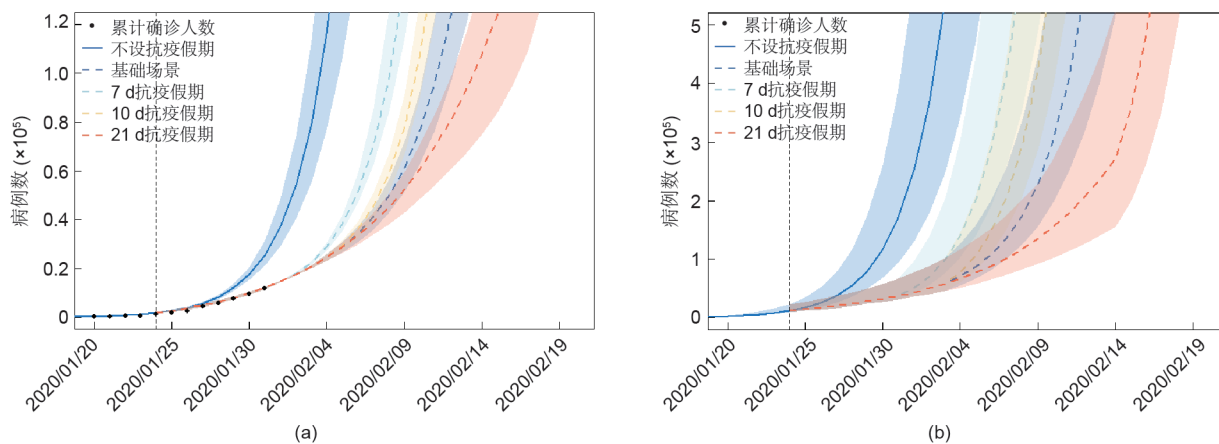 1.2
1.0
0.8
0.6
0.4
0.2
0
病例数 (×10⁵)
累计确诊人数
不设抗疫假期
基础场景
7 d抗疫假期
10 d抗疫假期
21 d抗疫假期
2020/01/20
2020/01/25
2020/01/30
2020/02/04
2020/02/09
2020/02/14
2020/02/19
(a)
5
4
3
2
1
0
病例数 (×10⁵)
累计确诊人数
不设抗疫假期
基础场景
7 d抗疫假期
10 d抗疫假期
21 d抗疫假期
2020/01/20
2020/01/25
2020/01/30
2020/02/04
2020/02/09
2020/02/14
2020/02/19
(b)